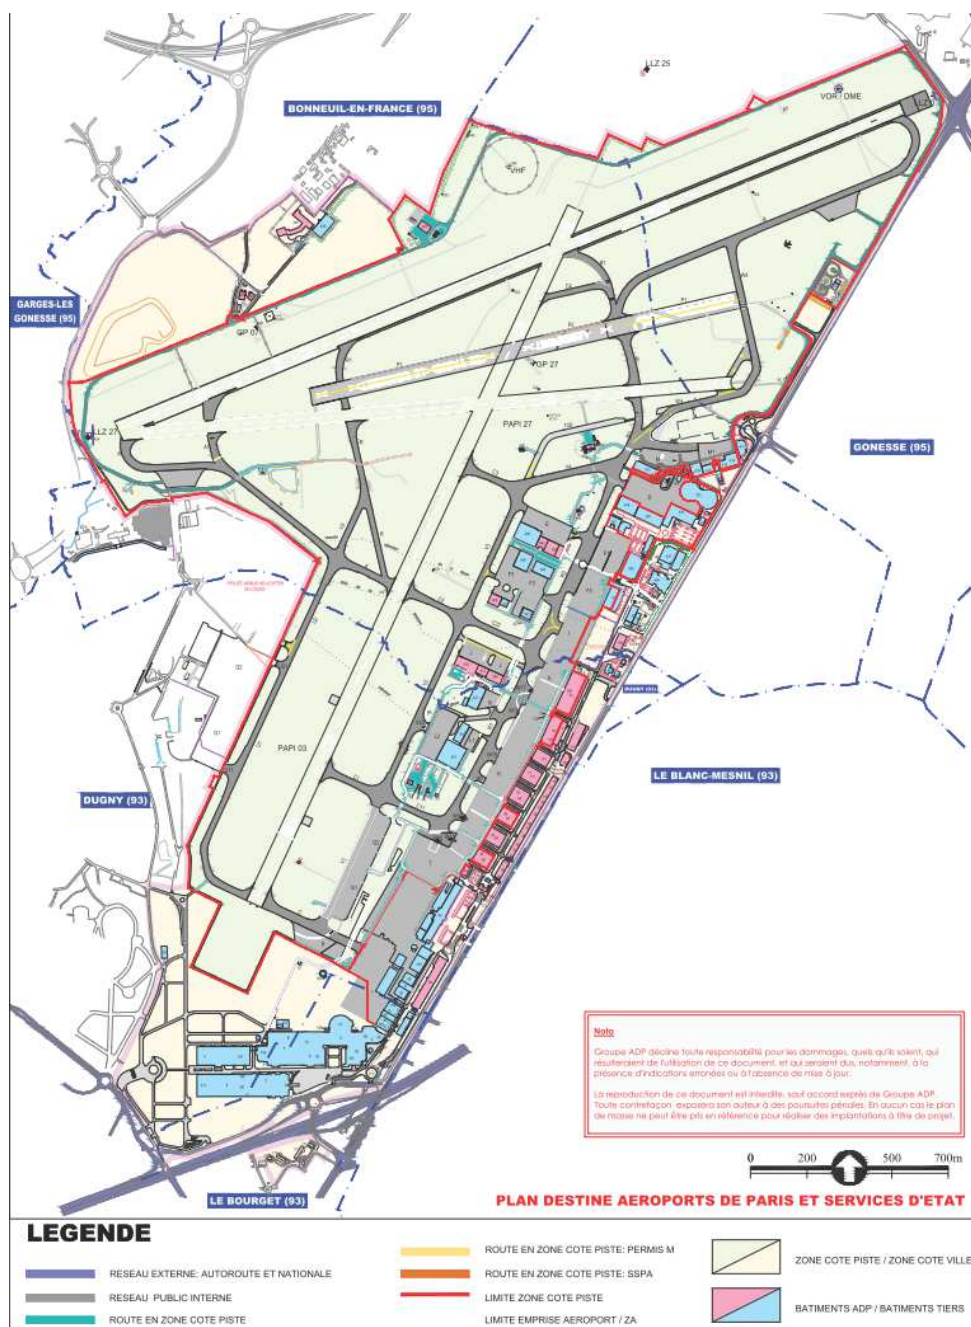 LLZ 25
VOR / DME
BONNEUIL-EN-FRANCE (95)
VHF
GARGES-LES
GONESSE (95)
GP 07
GP 27
LLZ 27
PAPI 27
GONESSE (95)
PAPI 03
DUGNY (93)
LE BLANC-MESNIL (93)
DUGNY (93)
Nota
Groupe ADP décline toute responsabilité pour les dommages, quels qu'ils soient, qui
résulteraient de l'utilisation de ce document, et qui seraient dus, notamment, à la
présence d'indications erronées ou à l'absence de mise à jour.
La reproduction de ce document est interdite, sauf accord exprès de Groupe ADP.
Toute contrefaçon exposera son auteur à des poursuites pénales. En aucun cas le plan
de masse ne peut être pris en référence pour réaliser des implantations à titre de projet.
0 200 500 700m
LE BOURGET (93)
PLAN DESTINE AEROPORTS DE PARIS ET SERVICES D'ETAT
LEGENDE
RESEAU EXTERNE: AUTOROUTE ET NATIONALE
RESEAU PUBLIC INTERNE
ROUTE EN ZONE COTE PISTE
ROUTE EN ZONE COTE PISTE: PERMIS M
ROUTE EN ZONE COTE PISTE: SSPA
LIMITE ZONE COTE PISTE
LIMITE EMPRISE AEROPORT / ZA
ZONE COTE PISTE / ZONE COTE VILLE
BATIMENTS ADP / BATIMENTS TIERS